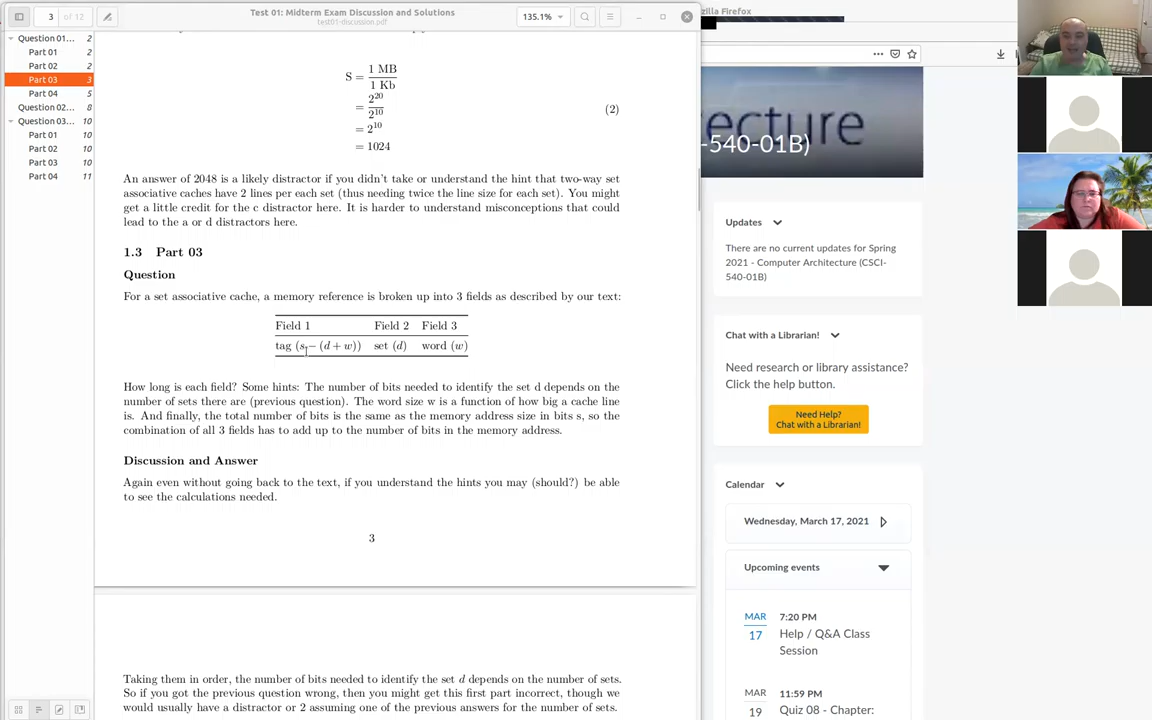 3 of 12
Test 01: Midterm Exam Discussion and Solutions
test01-discussion.pdf
135.1%
Question 01... 2
Part 01 2
Part 02 2
Part 03 3
Part 04 5
Question 02... 8
Question 03... 10
Part 01 10
Part 02 10
Part 03 10
Part 04 11
S = 1 MB / 1 Kb
= 2^20 / 2^10
= 2^10
= 1024
(2)
An answer of 2048 is a likely distractor if you didn't take or understand the hint that two-way set
associative caches have 2 lines per each set (thus needing twice the line size for each set). You might
get a little credit for the c distractor here. It is harder to understand misconceptions that could
lead to the a or d distractors here.
1.3 Part 03
Question
For a set associative cache, a memory reference is broken up into 3 fields as described by our text:
Field 1 Field 2 Field 3
tag (s − (d + w)) set (d) word (w)
How long is each field? Some hints: The number of bits needed to identify the set d depends on the
number of sets there are (previous question). The word size w is a function of how big a cache line
is. And finally, the total number of bits is the same as the memory address size in bits s, so the
combination of all 3 fields has to add up to the number of bits in the memory address.
Discussion and Answer
Again even without going back to the text, if you understand the hints you may (should?) be able
to see the calculations needed.
3
Taking them in order, the number of bits needed to identify the set d depends on the number of sets.
So if you got the previous question wrong, then you might get this first part incorrect, though we
would usually have a distractor or 2 assuming one of the previous answers for the number of sets.
zilla Firefox
ecture
-540-01B)
Updates
There are no current updates for Spring
2021 - Computer Architecture (CSCI-
540-01B)
Chat with a Librarian!
Need research or library assistance?
Click the help button.
Need Help?
Chat with a Librarian!
Calendar
Wednesday, March 17, 2021
Upcoming events
MAR
17
7:20 PM
Help / Q&A Class
Session
MAR
19
11:59 PM
Quiz 08 - Chapter: